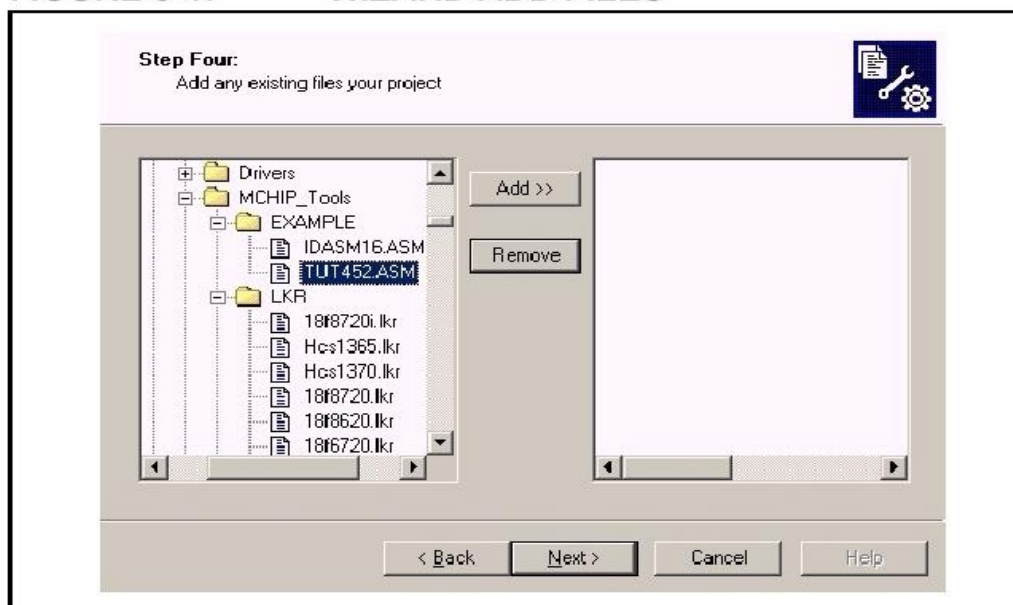 Step Four:
Add any existing files your project
Drivers
MCHIP_Tools
EXAMPLE
IDASM16.ASM
TUT452.ASM
LKR
18f8720i.lkr
Hcs1365.lkr
Hcs1370.lkr
18f8720.lkr
18f8620.lkr
18f6720.lkr
Add >>
Remove
< Back
Next >
Cancel
Help